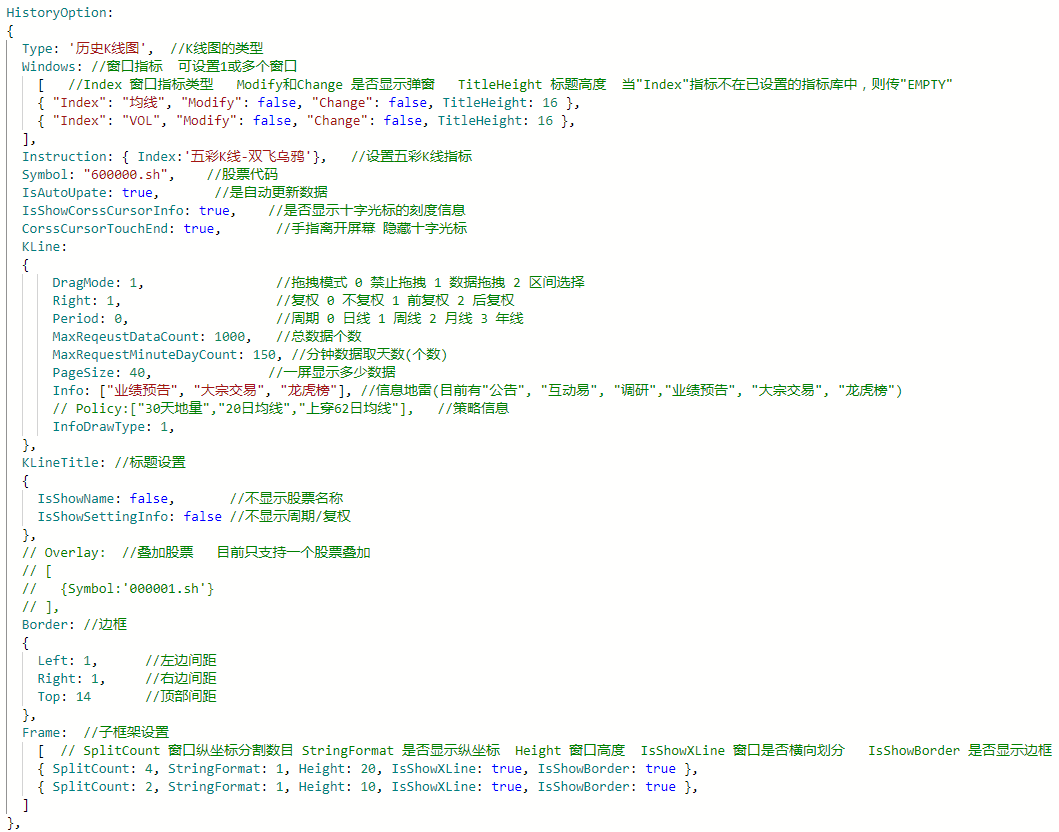 HistoryOption:
{
Type: '历史K线图',  //K线图的类型
Windows: //窗口指标  可设置1或多个窗口
[   //Index 窗口指标类型   Modify和Change 是否显示弹窗   TitleHeight 标题高度  当"Index"指标不在已设置的指标库中，则传"EMPTY"
{ "Index": "均线", "Modify": false, "Change": false, TitleHeight: 16 },
{ "Index": "VOL", "Modify": false, "Change": false, TitleHeight: 16 },
],
Instruction: { Index:'五彩K线-双飞乌鸦'},   //设置五彩K线指标
Symbol: "600000.sh",    //股票代码
IsAutoUpate: true,       //是自动更新数据
IsShowCorssCursorInfo: true,    //是否显示十字光标的刻度信息
CorssCursorTouchEnd: true,       //手指离开屏幕 隐藏十字光标
KLine:
{
DragMode: 1,                 //拖拽模式 0 禁止拖拽 1 数据拖拽 2 区间选择
Right: 1,                    //复权 0 不复权 1 前复权 2 后复权
Period: 0,                   //周期 0 日线 1 周线 2 月线 3 年线
MaxReqeustDataCount: 1000,   //总数据个数
MaxRequestMinuteDayCount: 150, //分钟数据取天数(个数)
PageSize: 40,               //一屏显示多少数据
Info: ["业绩预告", "大宗交易", "龙虎榜"], //信息地雷(目前有"公告", "互动易", "调研","业绩预告", "大宗交易", "龙虎榜")
// Policy:["30天地量","20日均线","上穿62日均线"],   //策略信息
InfoDrawType: 1,
},
KLineTitle: //标题设置
{
IsShowName: false,       //不显示股票名称
IsShowSettingInfo: false //不显示周期/复权
},
// Overlay:  //叠加股票   目前只支持一个股票叠加
// [
//   {Symbol:'000001.sh'}
// ],
Border: //边框
{
Left: 1,      //左边间距
Right: 1,     //右边间距
Top: 14       //顶部间距
},
Frame:  //子框架设置
[  // SplitCount 窗口纵坐标分割数目 StringFormat 是否显示纵坐标  Height 窗口高度  IsShowXLine 窗口是否横向划分   IsShowBorder 是否显示边框
{ SplitCount: 4, StringFormat: 1, Height: 20, IsShowXLine: true, IsShowBorder: true },
{ SplitCount: 2, StringFormat: 1, Height: 10, IsShowXLine: true, IsShowBorder: true },
]
},